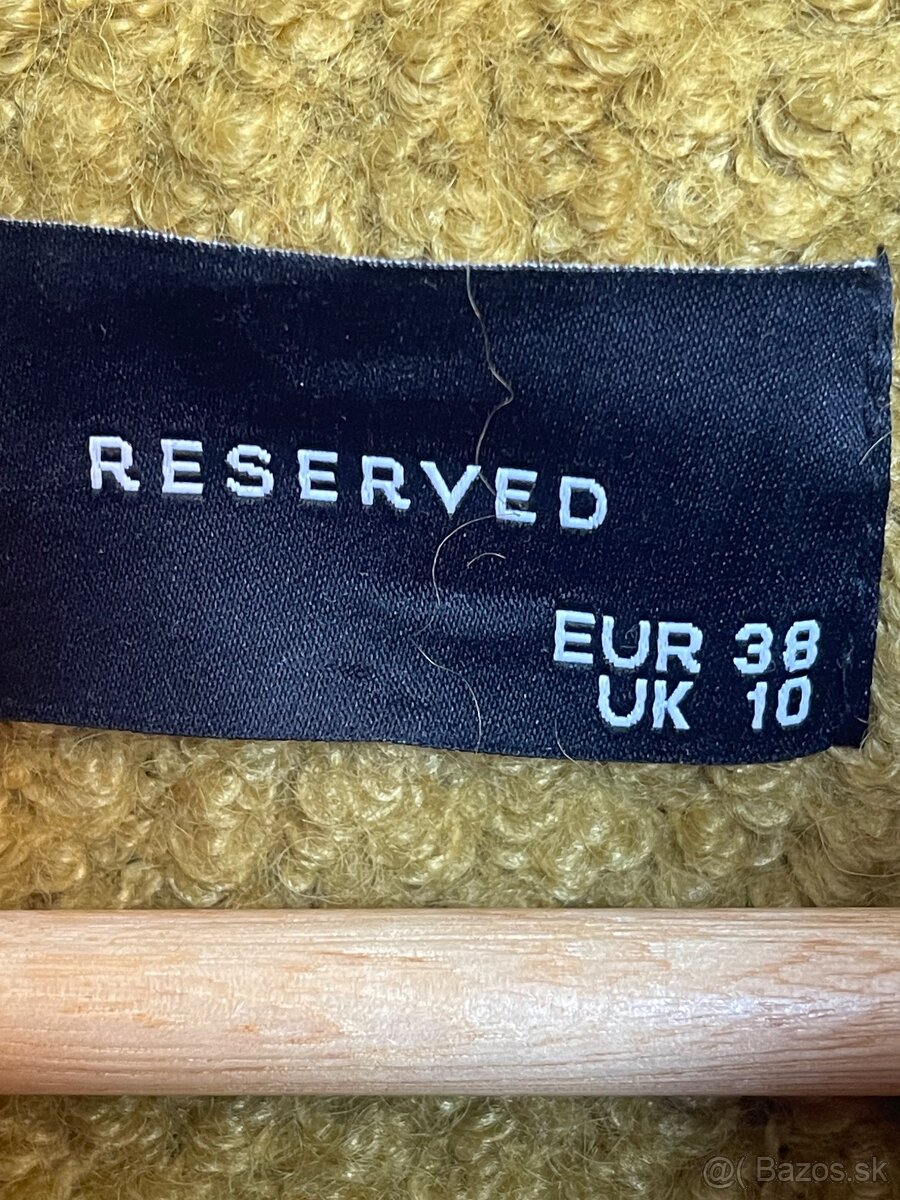 RESERVED
EUR 38
UK 10
@( Bazos.sk